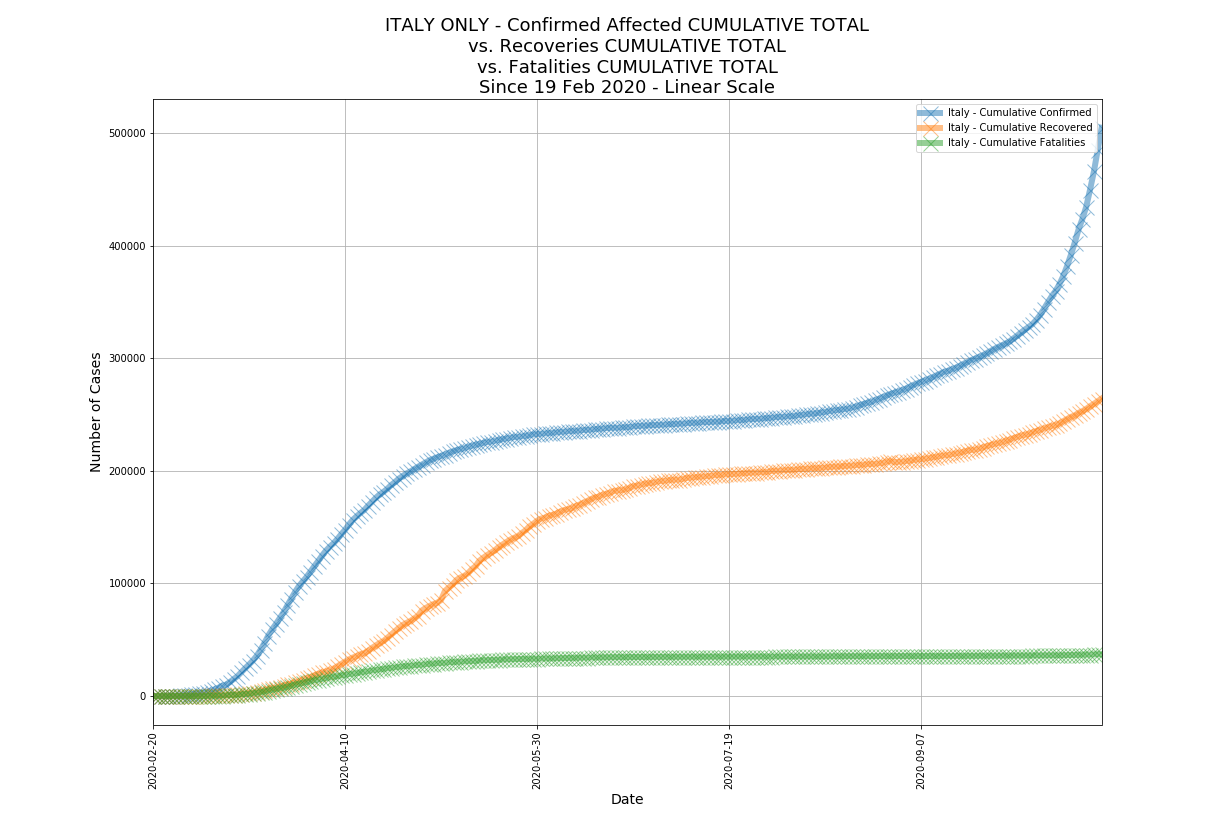 ITALY ONLY - Confirmed Affected CUMULATIVE TOTAL
vs. Recoveries CUMULATIVE TOTAL
vs. Fatalities CUMULATIVE TOTAL
Since 19 Feb 2020 - Linear Scale
Italy - Cumulative Confirmed
Italy - Cumulative Recovered
Italy - Cumulative Fatalities
Number of Cases
500000
400000
300000
200000
100000
0
2020-02-20
2020-04-10
2020-05-30
2020-07-19
2020-09-07
Date